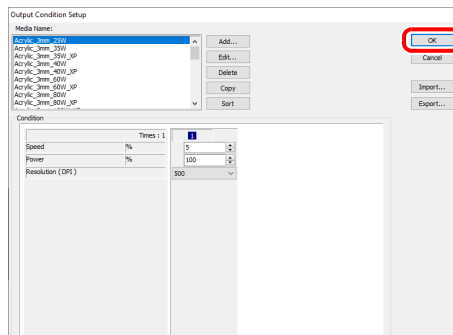 Output Condition Setup
Media Name:
Acrylic_3mm_25W
Acrylic_3mm_35W
Acrylic_3mm_35W_XP
Acrylic_3mm_40W
Acrylic_3mm_40W_XP
Acrylic_3mm_60W
Acrylic_3mm_60W_XP
Acrylic_3mm_80W
Acrylic_3mm_80W_XP
Add...
Edit...
Delete
Copy
Sort
OK
Cancel
Import...
Export...
Condition
Times : 1
1
Speed % 5
Power % 100
Resolution ( DPI ) 500